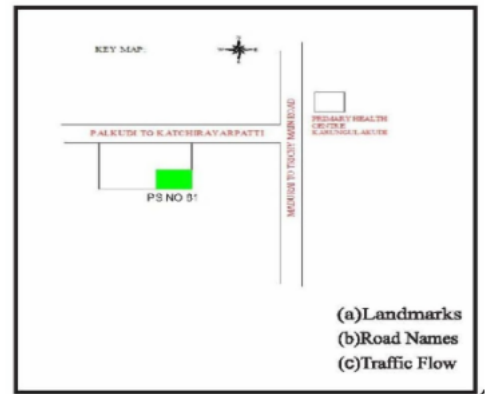 KEY MAP:
PRIMARY HEALTH
CENTRE
KARUNGULAKUDI
PALKUDI TO KATCHIRAYARPATTI
MADURAI TO TRICHY MAIN ROAD
PS NO 81
(a)Landmarks
(b)Road Names
(c)Traffic Flow